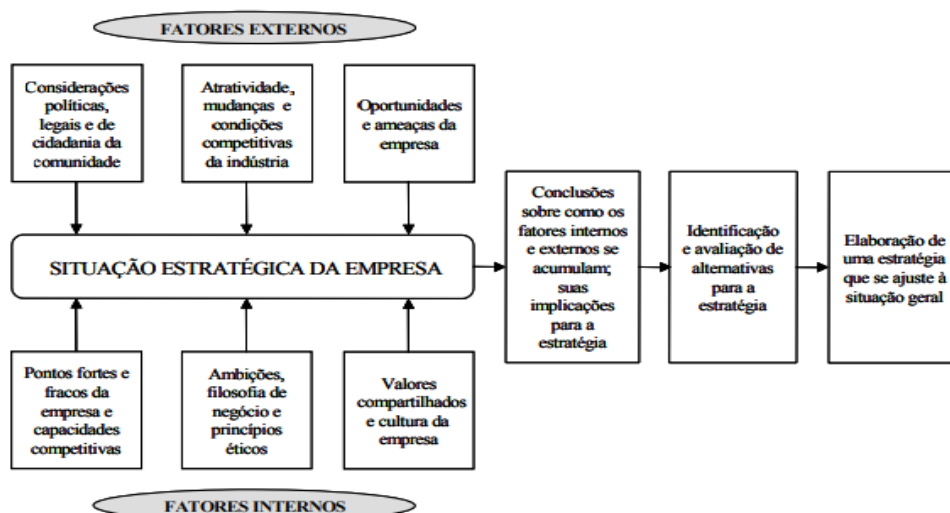 FATORES EXTERNOS
Considerações
políticas,
legais e de
cidadania da
comunidade
Atratividade,
mudanças e
condições
competitivas
da indústria
Oportunidades
e ameaças da
empresa
SITUAÇÃO ESTRATÉGICA DA EMPRESA
Conclusões
sobre como os
fatores internos
e externos se
acumulam;
suas
implicações
para a
estratégia
Identificação
e avaliação de
alternativas
para a
estratégia
Elaboração de
uma estratégia
que se ajuste à
situação geral
Pontos fortes e
fracos da
empresa e
capacidades
competitivas
Ambições,
filosofia de
negócio e
princípios
éticos
Valores
compartilhados
e cultura da
empresa
FATORES INTERNOS